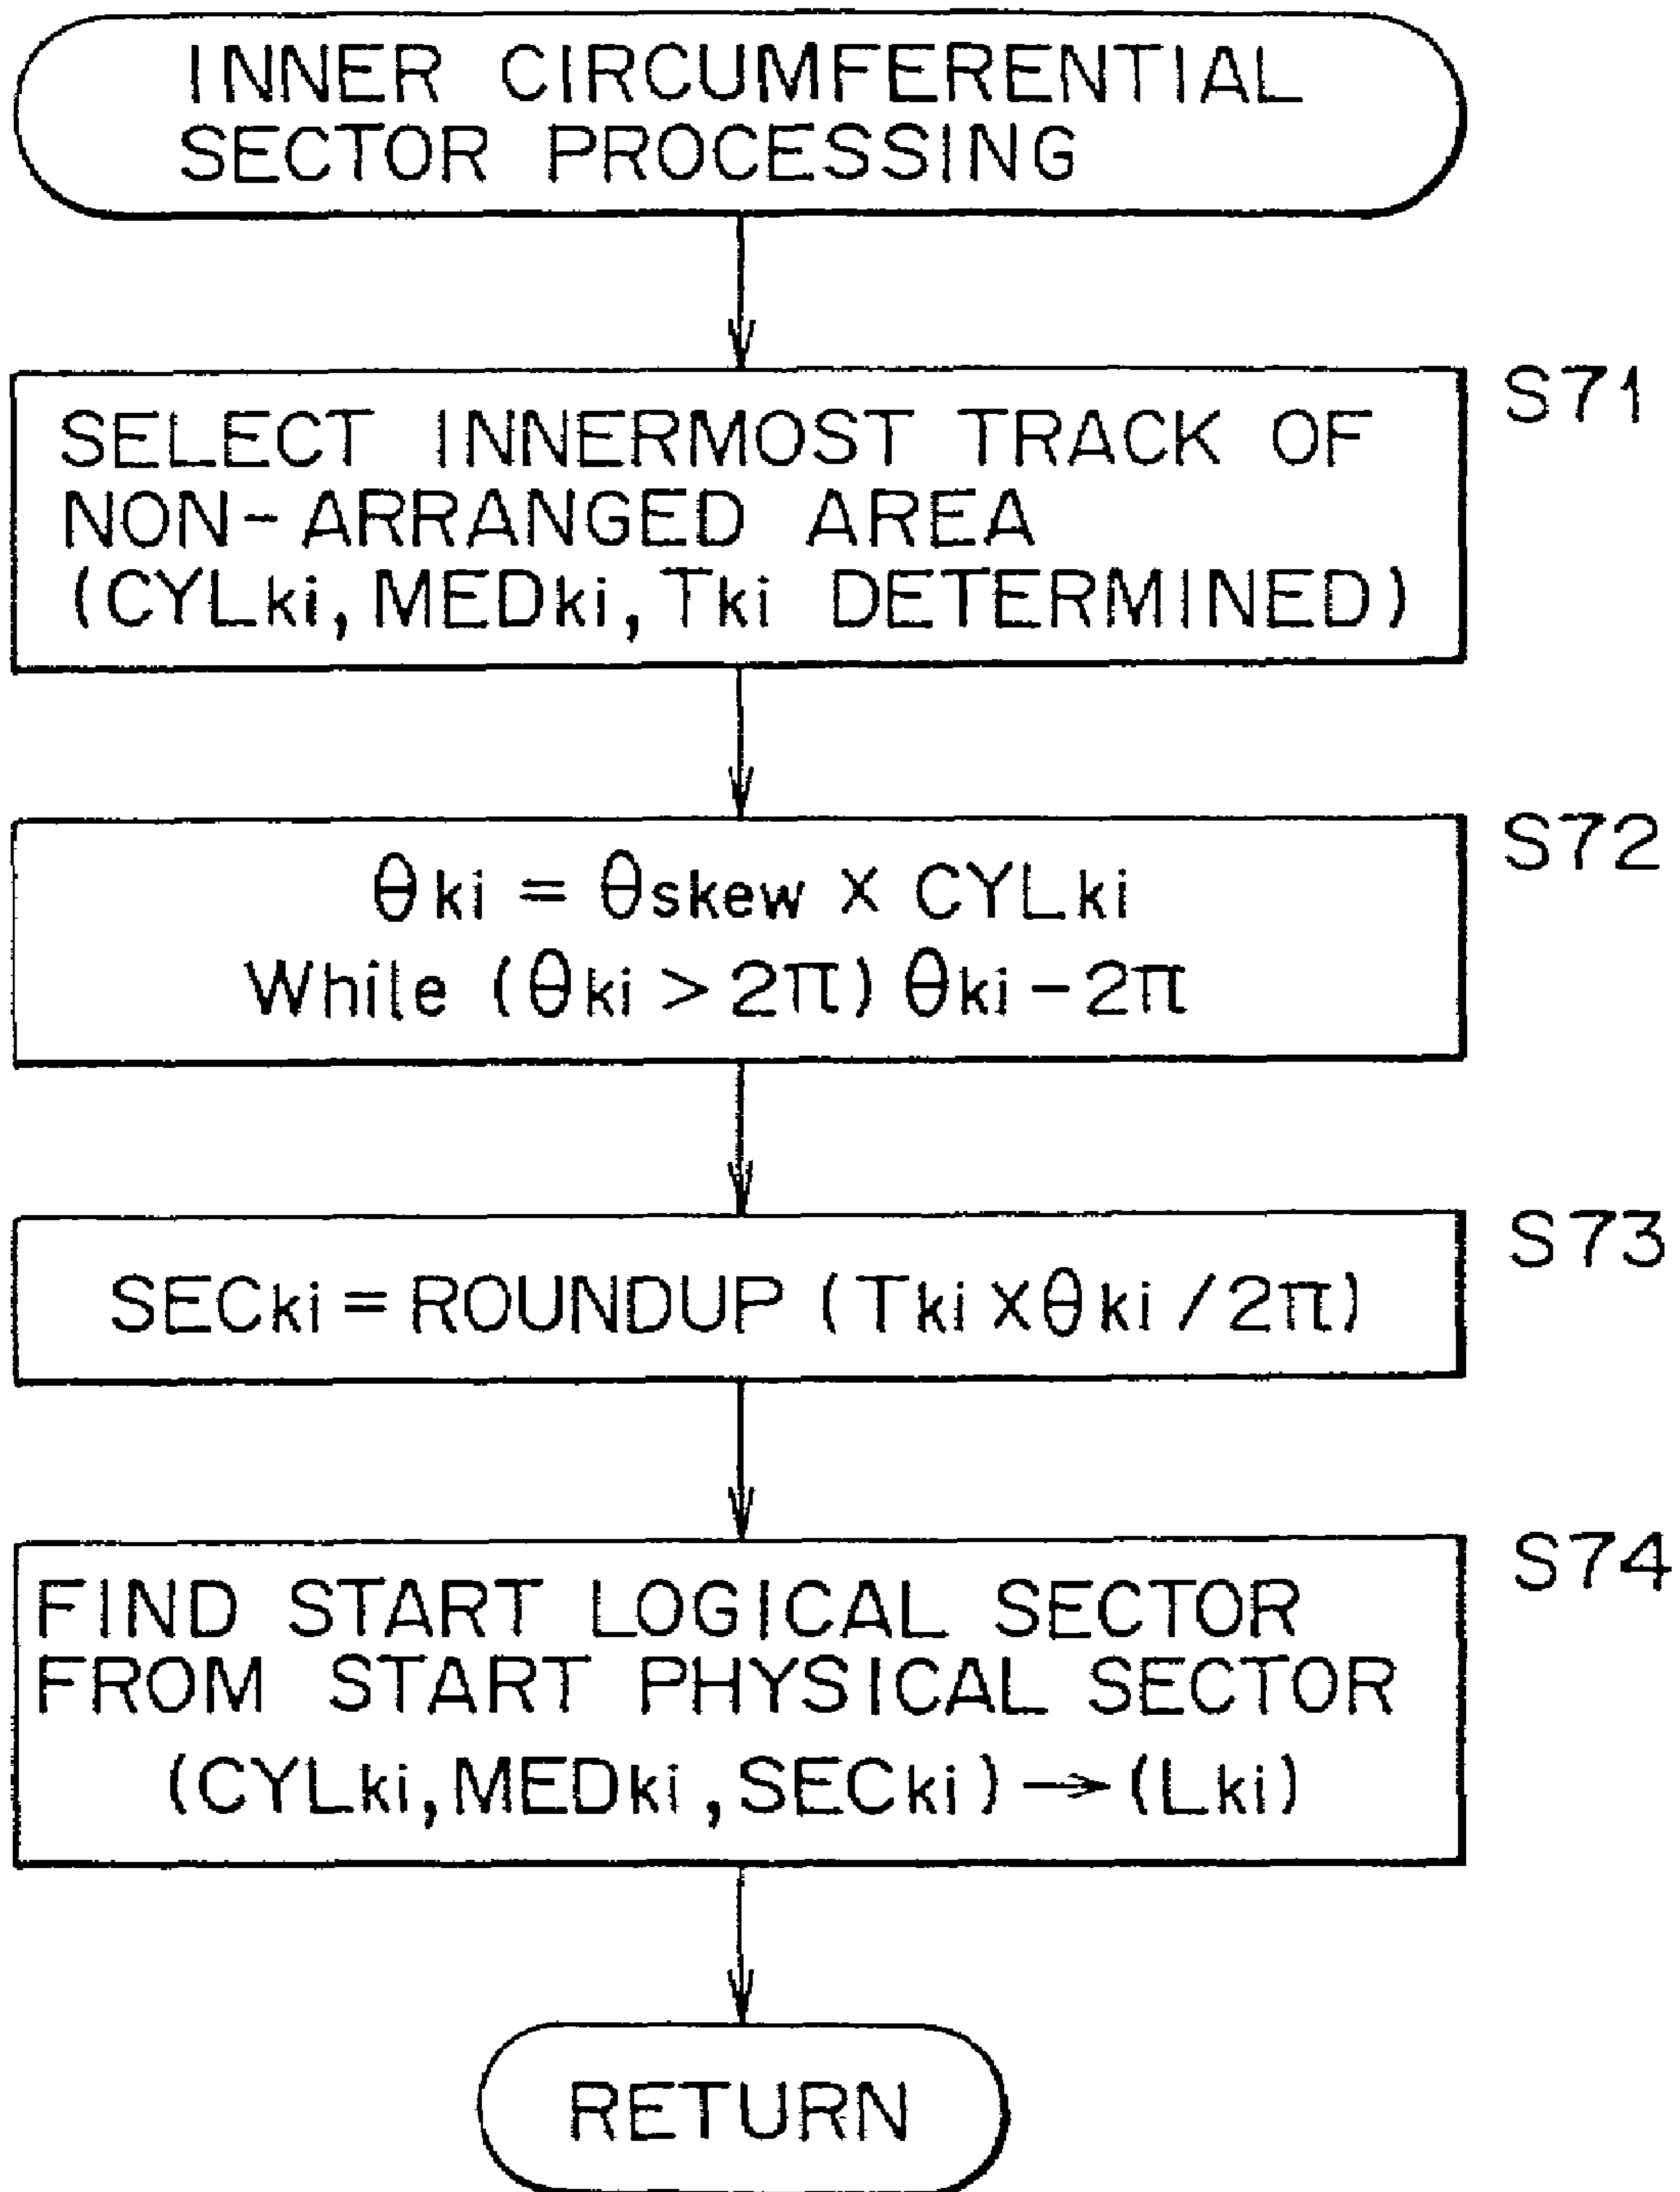 INNER CIRCUMFERENTIAL
SECTOR PROCESSING
S71
SELECT INNERMOST TRACK OF
NON-ARRANGED AREA
(CYLki, MEDki, Tki DETERMINED)
S72
θki = θskew × CYLki
While (θki > 2π) θki - 2π
S73
SECki = ROUNDUP (Tki × θki / 2π)
S74
FIND START LOGICAL SECTOR
FROM START PHYSICAL SECTOR
(CYLki, MEDki, SECki) → (Lki)
RETURN